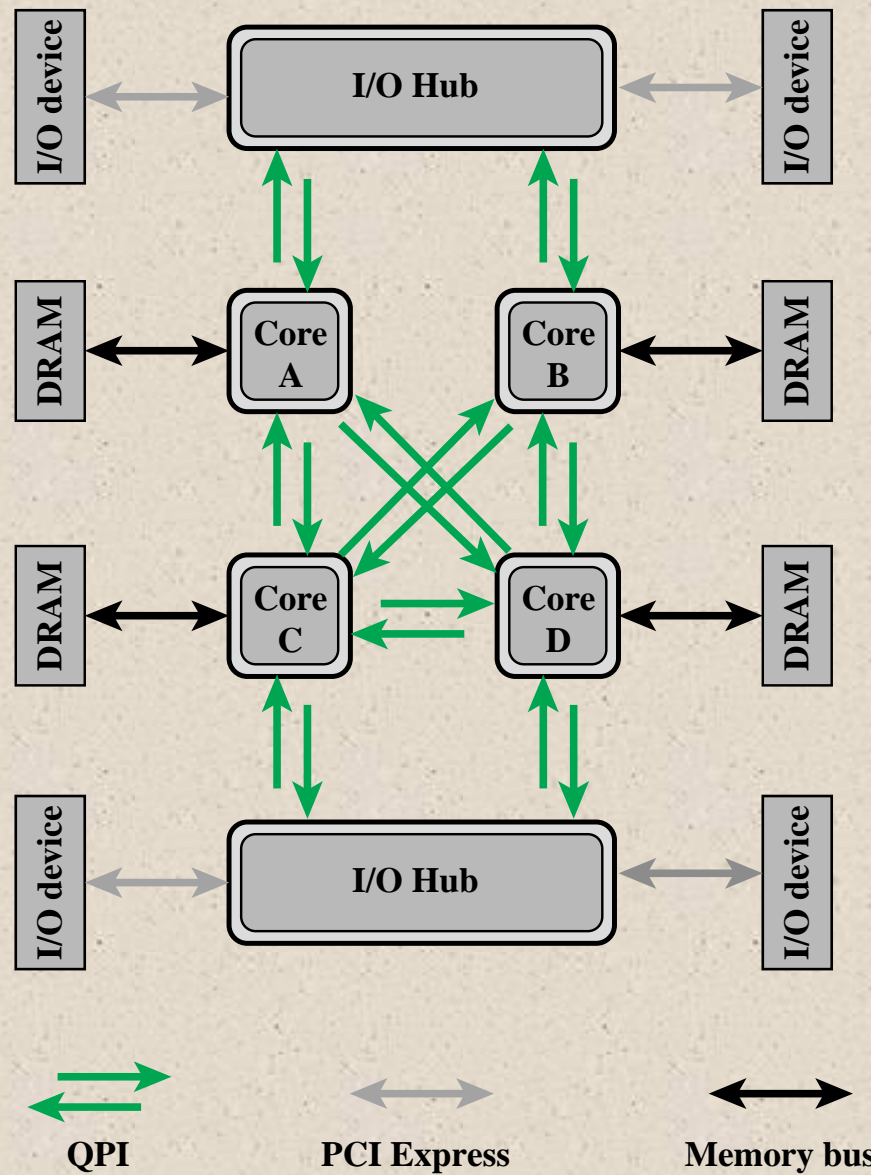 I/O device
I/O Hub
I/O device
DRAM
Core
A
Core
B
DRAM
DRAM
Core
C
Core
D
DRAM
I/O device
I/O Hub
I/O device
QPI
PCI Express
Memory bus